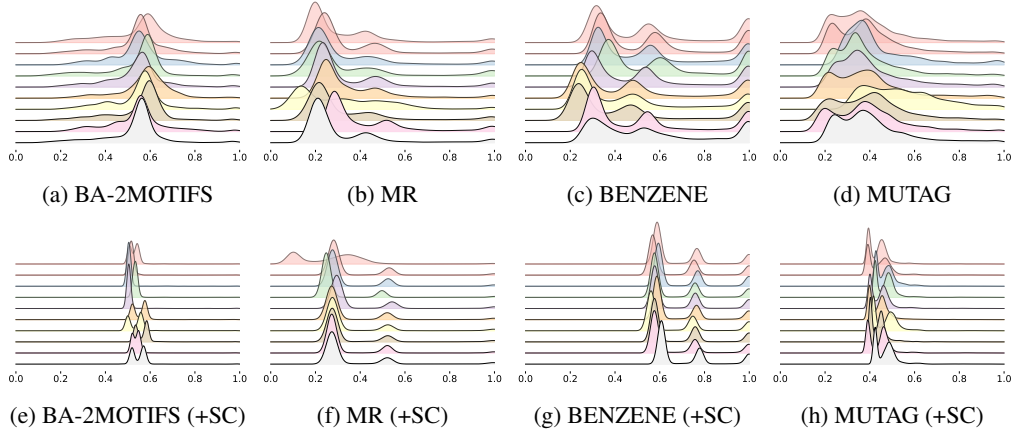 0.0 0.2 0.4 0.6 0.8 1.0 0.0 0.2 0.4 0.6 0.8 1.0 0.0 0.2 0.4 0.6 0.8 1.0 0.0 0.2 0.4 0.6 0.8 1.0
(a) BA-2MOTIFS (b) MR (c) BENZENE (d) MUTAG
0.0 0.2 0.4 0.6 0.8 1.0 0.0 0.2 0.4 0.6 0.8 1.0 0.0 0.2 0.4 0.6 0.8 1.0 0.0 0.2 0.4 0.6 0.8 1.0
(e) BA-2MOTIFS (+SC) (f) MR (+SC) (g) BENZENE (+SC) (h) MUTAG (+SC)